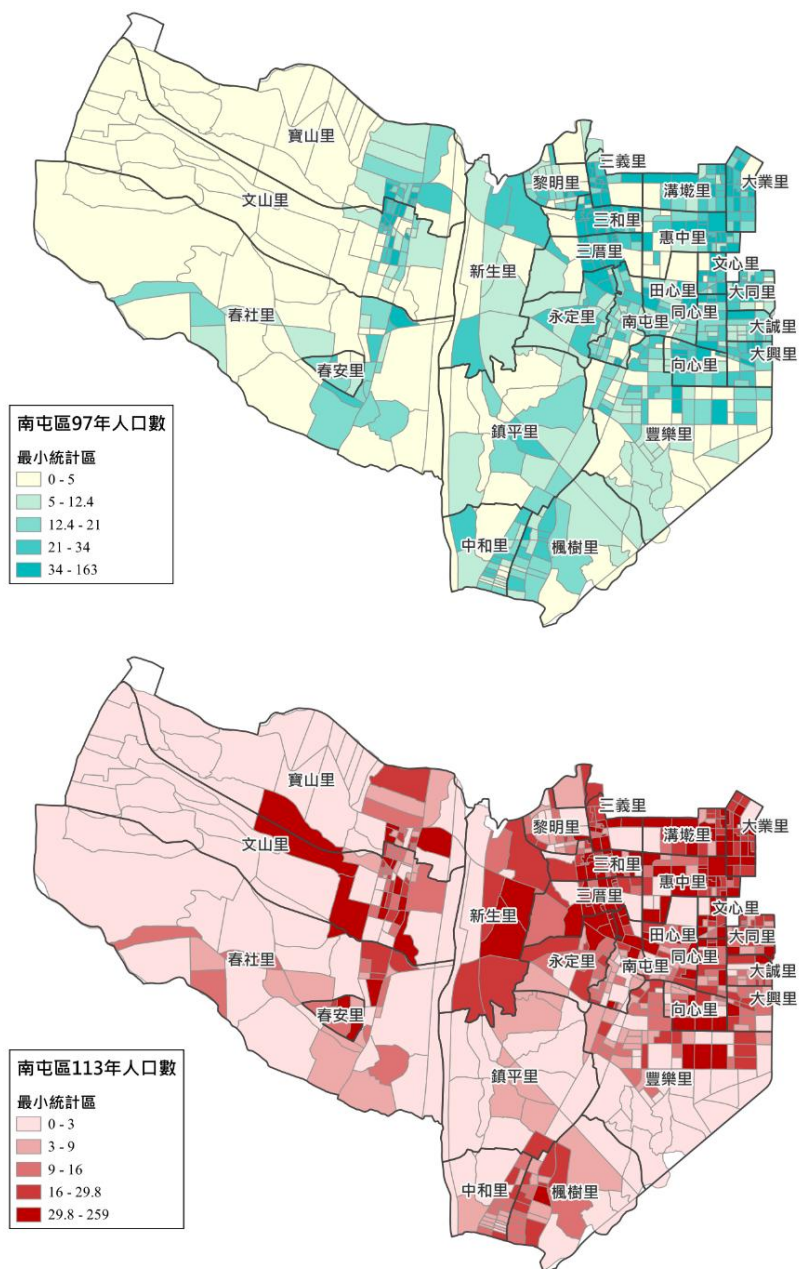 寶山里
三義里
黎明里
溝墘里
大業里
文山里
三和里
惠中里
三厝里
新生里
文心里
田心里
大同里
春社里
永定里
南屯里
同心里
大誠里
春安里
向心里
大興里
鎮平里
豐樂里
中和里
楓樹里
南屯區97年人口數
最小統計區
0 - 5
5 - 12.4
12.4 - 21
21 - 34
34 - 163
寶山里
三義里
黎明里
溝墘里
大業里
文山里
三和里
惠中里
三厝里
新生里
文心里
田心里
大同里
春社里
永定里
南屯里
同心里
大誠里
春安里
向心里
大興里
鎮平里
豐樂里
中和里
楓樹里
南屯區113年人口數
最小統計區
0 - 3
3 - 9
9 - 16
16 - 29.8
29.8 - 259